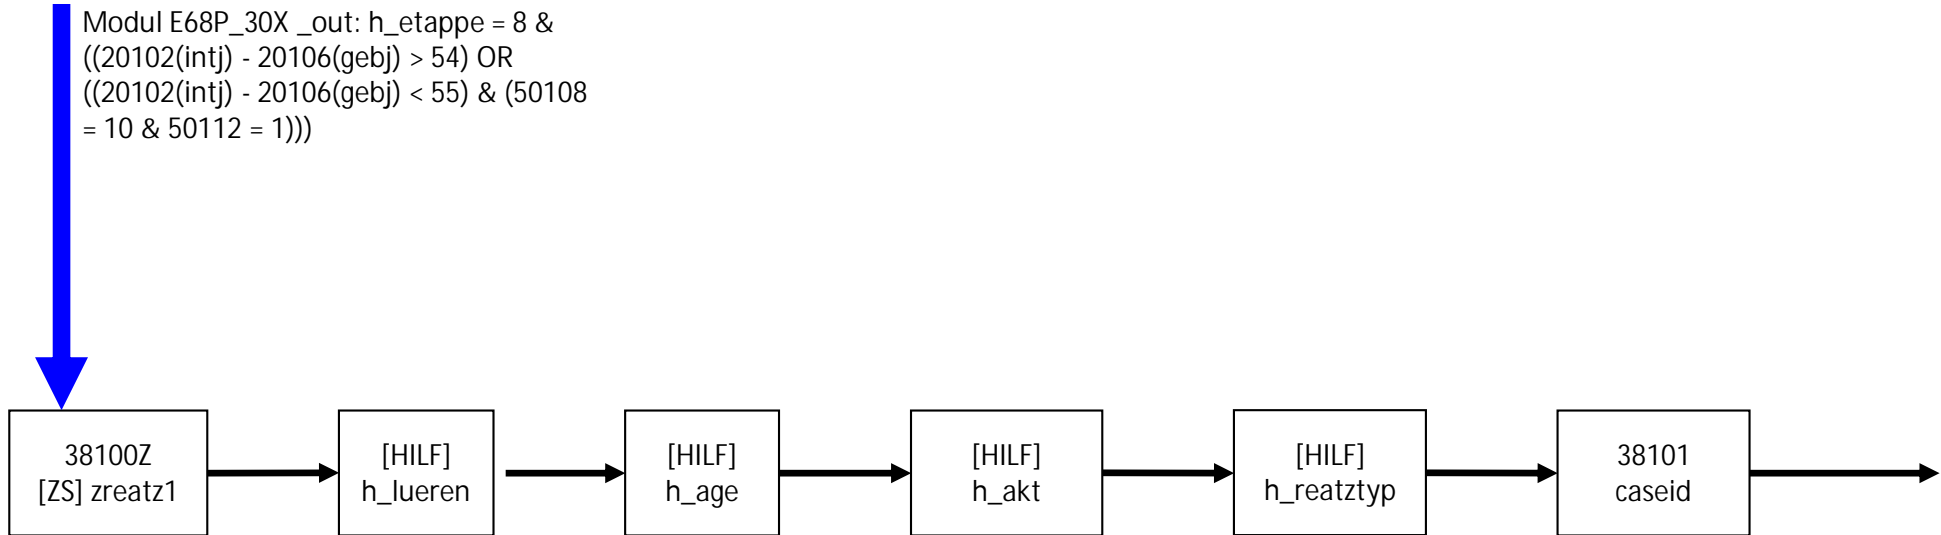 Modul E68P_30X _out: h_etappe = 8 &
((20102(intj) - 20106(gebj) > 54) OR
((20102(intj) - 20106(gebj) < 55) & (50108
= 10 & 50112 = 1)))
38100Z
[ZS] zreatz1
[HILF]
h_lueren
[HILF]
h_age
[HILF]
h_akt
[HILF]
h_reatztyp
38101
caseid